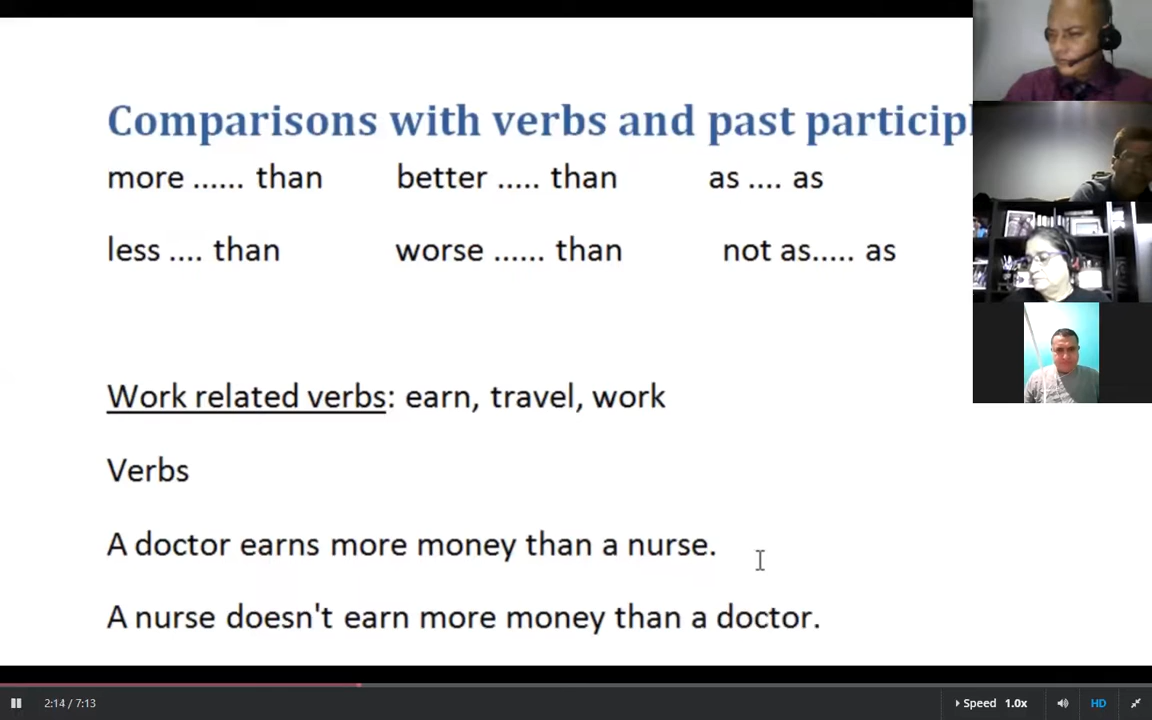 Comparisons with verbs and past particip
more ...... than better ..... than as .... as
less .... than worse ...... than not as..... as
Work related verbs: earn, travel, work
Verbs
A doctor earns more money than a nurse.
A nurse doesn't earn more money than a doctor.
2:14 / 7:13 Speed 1.0x HD